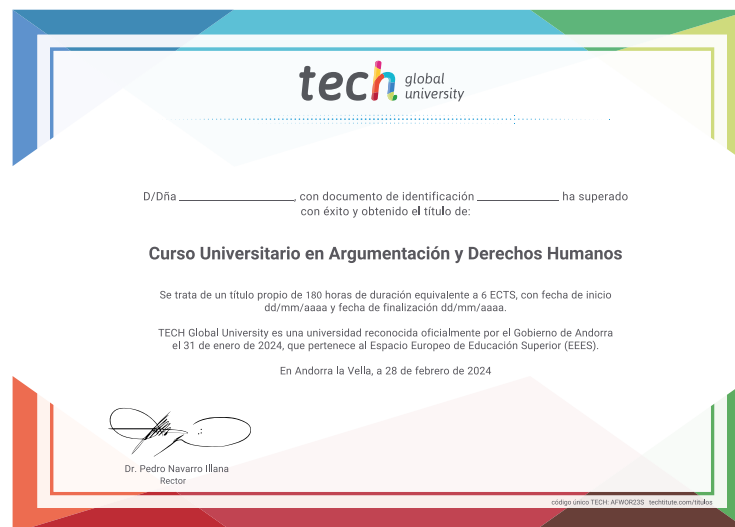 tech global
university
D/Dña ______________, con documento de identificación __________ ha superado
con éxito y obtenido el título de:
Curso Universitario en Argumentación y Derechos Humanos
Se trata de un título propio de 180 horas de duración equivalente a 6 ECTS, con fecha de inicio
dd/mm/aaaa y fecha de finalización dd/mm/aaaa.
TECH Global University es una universidad reconocida oficialmente por el Gobierno de Andorra
el 31 de enero de 2024, que pertenece al Espacio Europeo de Educación Superior (EEES).
En Andorra la Vella, a 28 de febrero de 2024
Dr. Pedro Navarro Illana
Rector
código único TECH: AFWOR23S techtitute.com/titulos